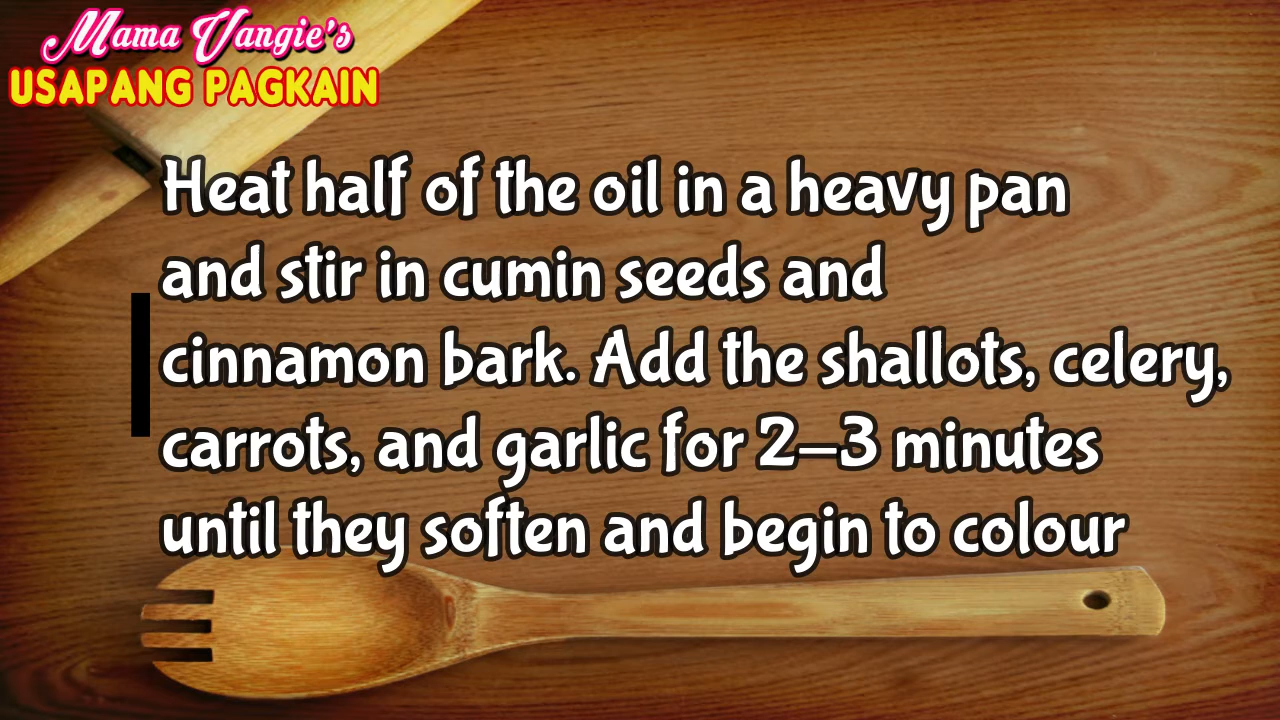 Mama Vangie's
USAPANG PAGKAIN
Heat half of the oil in a heavy pan
and stir in cumin seeds and
cinnamon bark. Add the shallots, celery,
carrots, and garlic for 2–3 minutes
until they soften and begin to colour